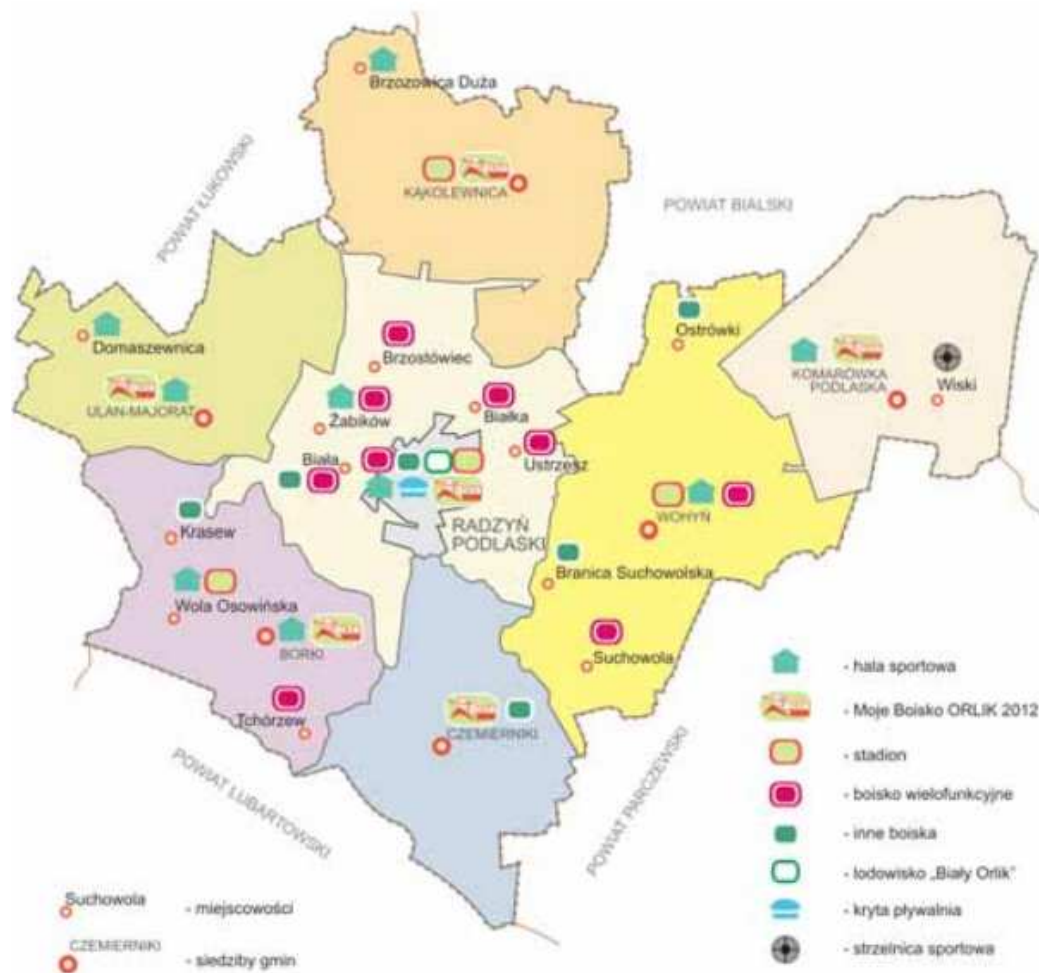 Brzozowica Duża
KĄKOLEWNICA
POWIAT ŁUKOWSKI
POWIAT BIALSKI
Domaszewnica
ULAN-MAJORAT
Brzostówiec
Ostrówki
KOMARÓWKA
PODLASKA
Wiski
Żabików
Białka
Biała
Ustrzesz
Krasew
RADZYŃ
PODLASKI
WOHYŃ
Branica Suchowolska
Wola Osowińska
BORKI
Suchowola
Tchórzew
CZEMIERNIKI
POWIAT LUBARTOWSKI
POWIAT PARCZEWSKI
- hala sportowa
- Moje Boisko ORLIK 2012
- stadion
- boisko wielofunkcyjne
- inne boiska
- lodowisko „Biały Orlik"
- kryta pływalnia
- strzelnica sportowa
Suchowola - miejscowości
CZEMIERNIKI - siedziby gmin